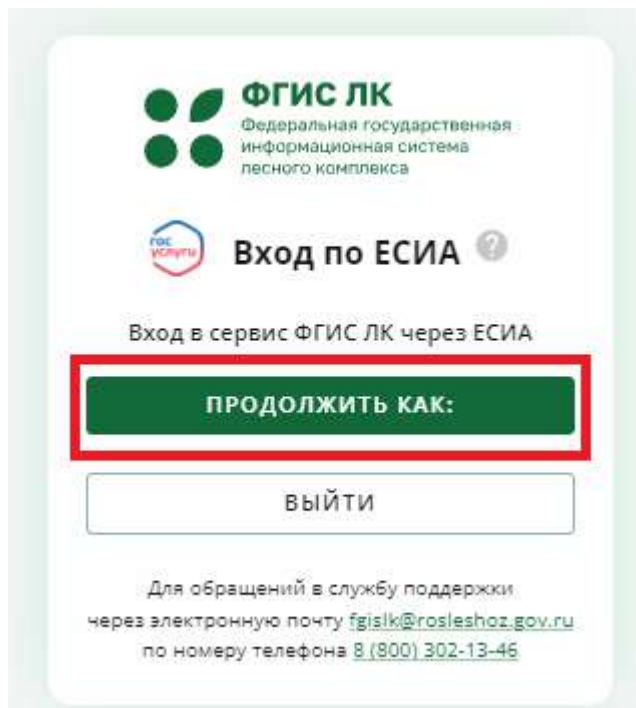 ФГИС ЛК
Федеральная государственная
информационная система
лесного комплекса
гос
услуги
Вход по ЕСИА ?
Вход в сервис ФГИС ЛК через ЕСИА
ПРОДОЛЖИТЬ КАК:
ВЫЙТИ
Для обращений в службу поддержки
через электронную почту fgislk@rosleshoz.gov.ru
по номеру телефона 8 (800) 302-13-46